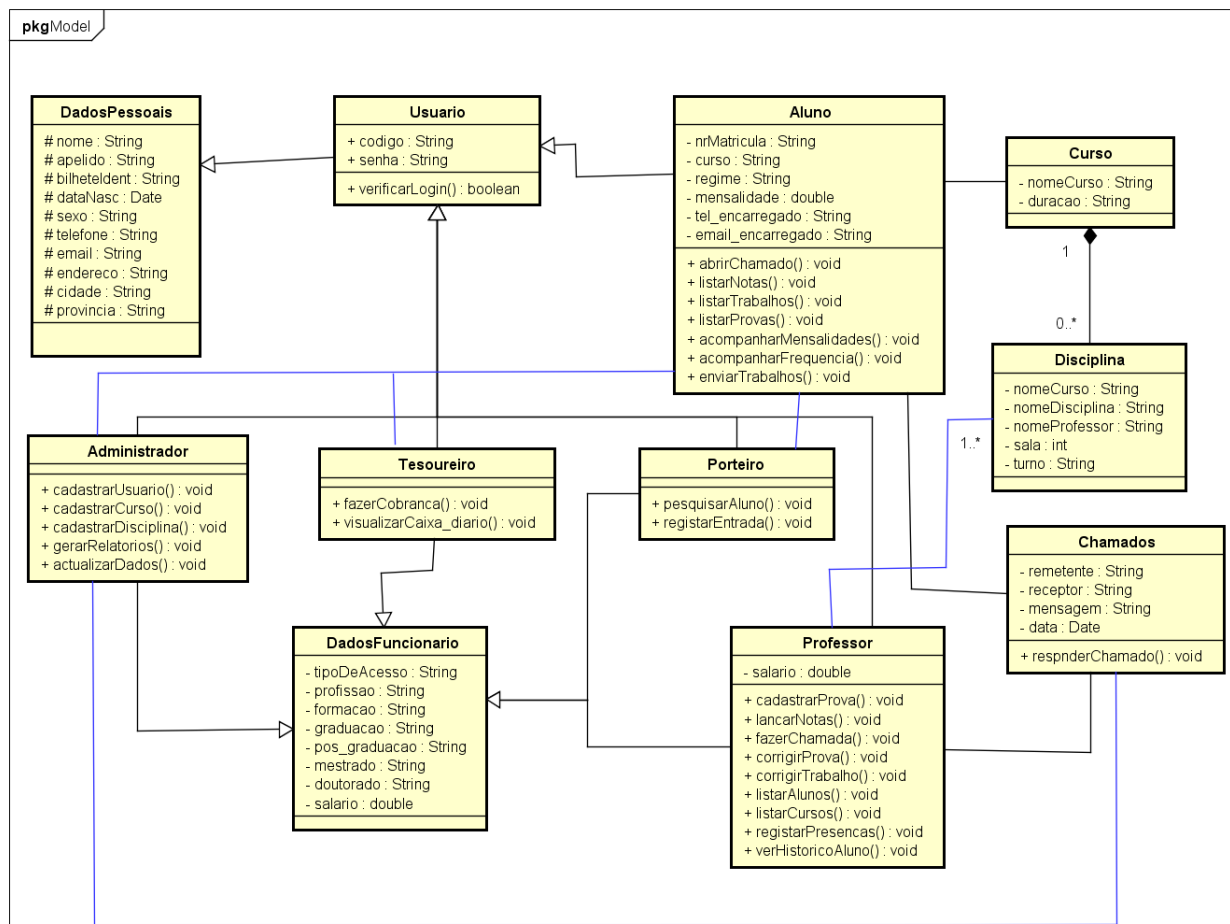 pkgModel
DadosPessoais
# nome : String
# apelido : String
# bilheteIdent : String
# dataNasc : Date
# sexo : String
# telefone : String
# email : String
# endereco : String
# cidade : String
# provincia : String
Usuario
+ codigo : String
+ senha : String
+ verificarLogin() : boolean
Aluno
- nrMatricula : String
- curso : String
- regime : String
- mensalidade : double
- tel_encarregado : String
- email_encarregado : String
+ abrirChamado() : void
+ listarNotas() : void
+ listarTrabalhos() : void
+ listarProvas() : void
+ acompanharMensalidades() : void
+ acompanharFrequencia() : void
+ enviarTrabalhos() : void
Curso
- nomeCurso : String
- duracao : String
1
0..*
Disciplina
- nomeCurso : String
- nomeDisciplina : String
- nomeProfessor : String
- sala : int
- turno : String
1..*
Administrador
+ cadastrarUsuario() : void
+ cadastrarCurso() : void
+ cadastrarDisciplina() : void
+ gerarRelatorios() : void
+ actualizarDados() : void
Tesoureiro
+ fazerCobranca() : void
+ visualizarCaixa_diario() : void
Porteiro
+ pesquisarAluno() : void
+ registarEntrada() : void
Chamados
- remetente : String
- receptor : String
- mensagem : String
- data : Date
+ respnderChamado() : void
DadosFuncionario
- tipoDeAcesso : String
- profissao : String
- formacao : String
- graduacao : String
- pos_graduacao : String
- mestrado : String
- doutorado : String
- salario : double
Professor
- salario : double
+ cadastrarProva() : void
+ lancarNotas() : void
+ fazerChamada() : void
+ corrigirProva() : void
+ corrigirTrabalho() : void
+ listarAlunos() : void
+ listarCursos() : void
+ registarPresencas() : void
+ verHistoricoAluno() : void